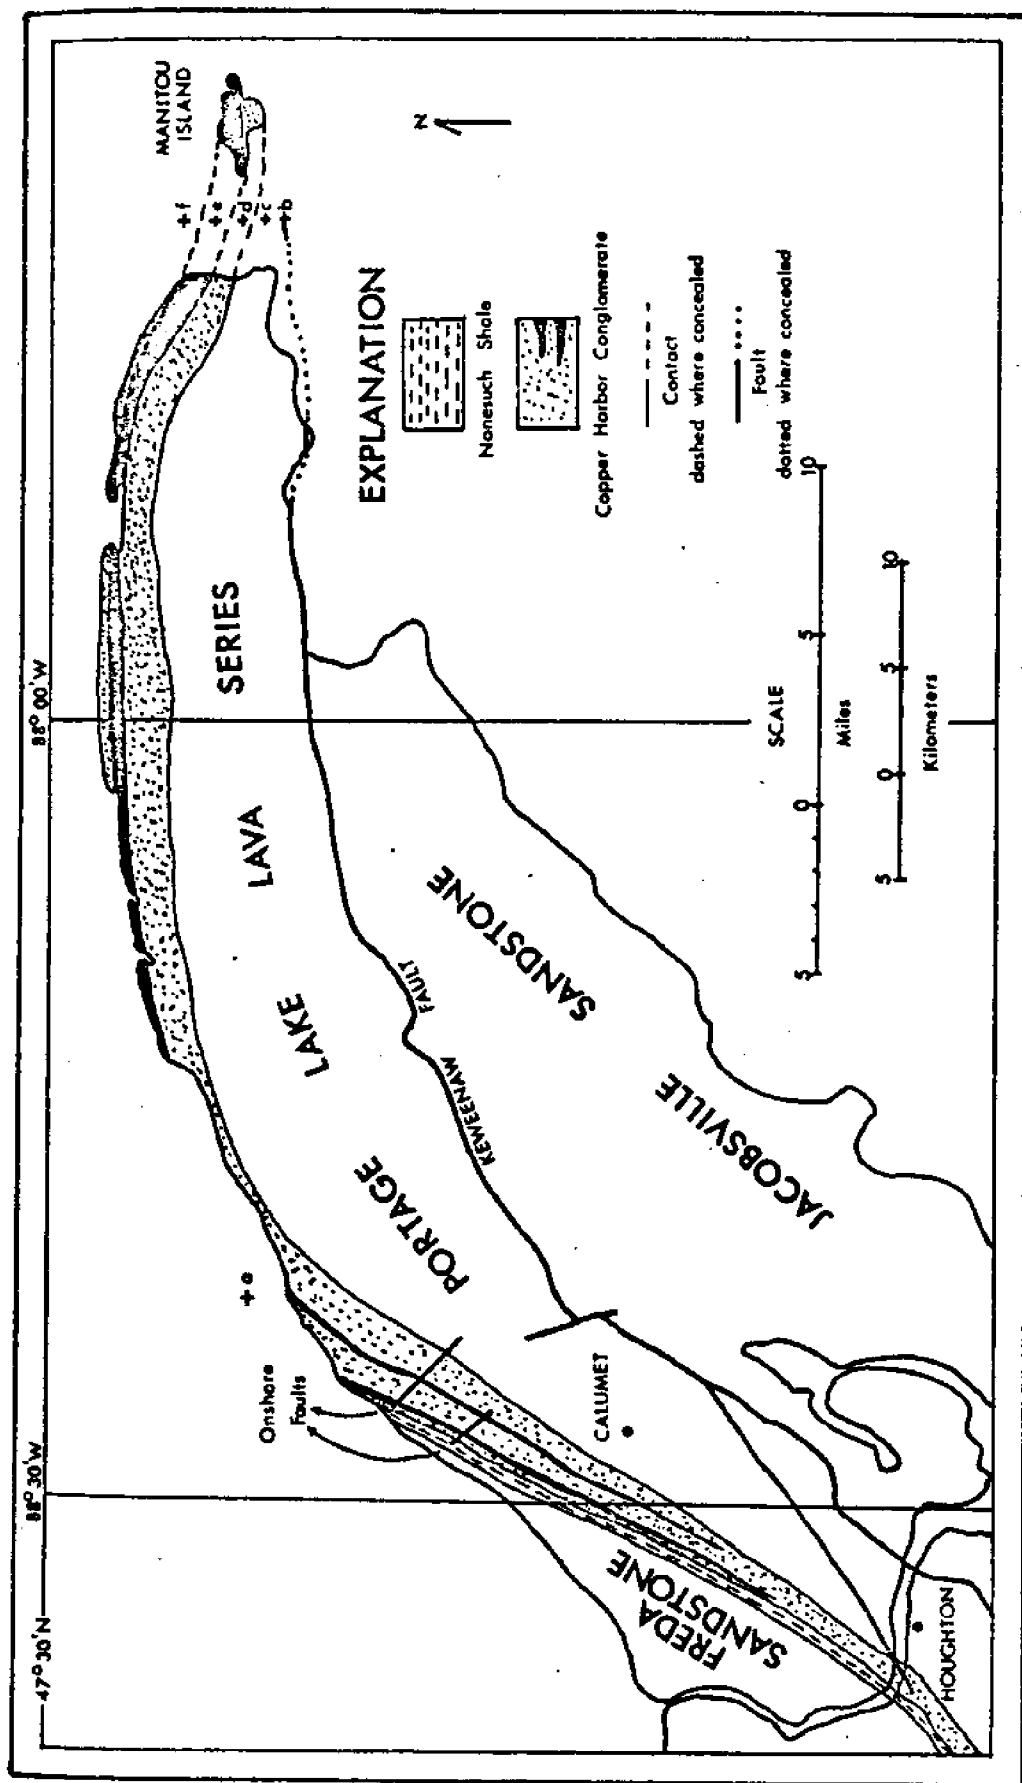 47°30'N
88°30'W
88°00'W
MANITOU
ISLAND
N
+f
+e
+d
+c
+b
+a
Onshore
Faults
PORTAGE
LAKE
LAVA
SERIES
KEWEENAW
FAULT
CALUMET
FREDA
SANDSTONE
JACOBSVILLE
SANDSTONE
HOUGHTON
EXPLANATION
Nonesuch Shale
Copper Harbor Conglomerate
Contact
dashed where concealed
Fault
dotted where concealed
SCALE
5 0 5 10
Miles
5 0 5 10
Kilometers